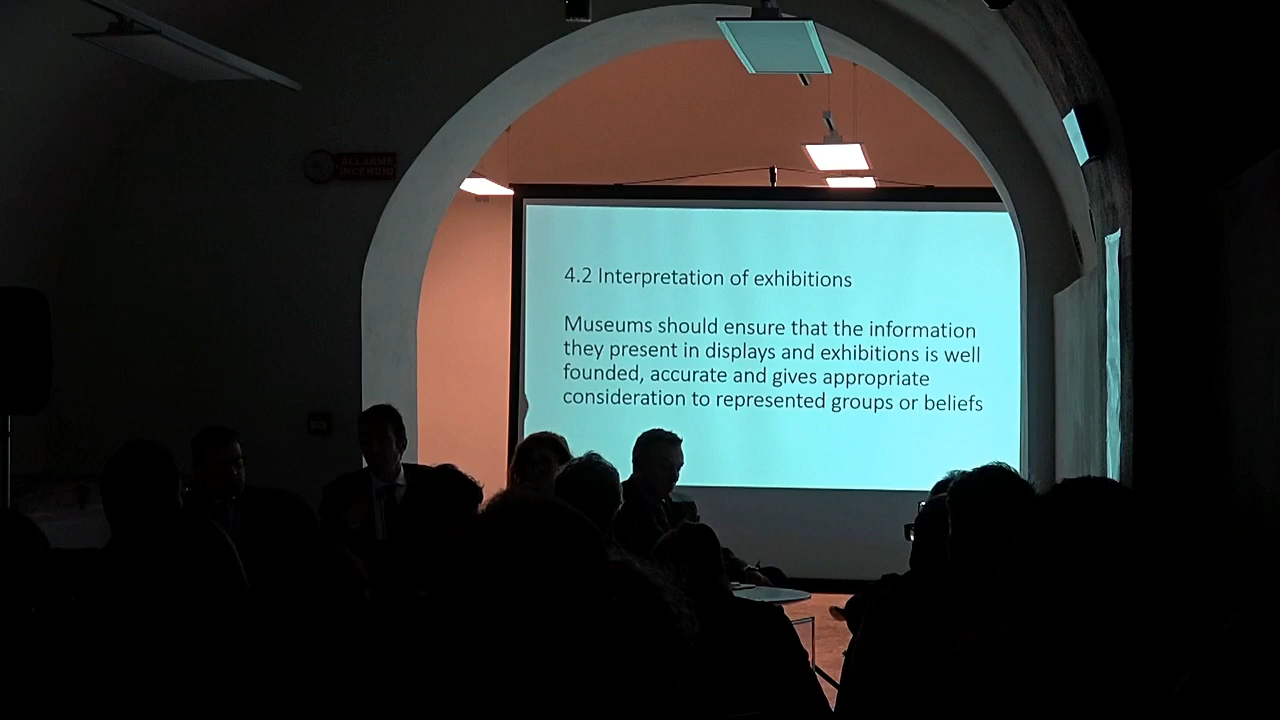 ALLARME
INCENDIO
4.2 Interpretation of exhibitions
Museums should ensure that the information
they present in displays and exhibitions is well
founded, accurate and gives appropriate
consideration to represented groups or beliefs